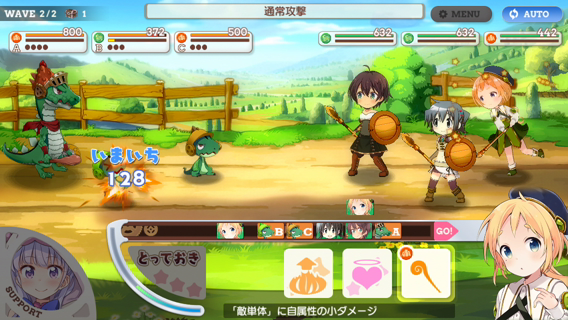 WAVE 2/2 1
通常攻撃
MENU
AUTO
800
A
372
B
500
C
632
632
442
いまいち
128
B C A GO!
とっておき
SUPPORT
「敵単体」に自属性の小ダメージ